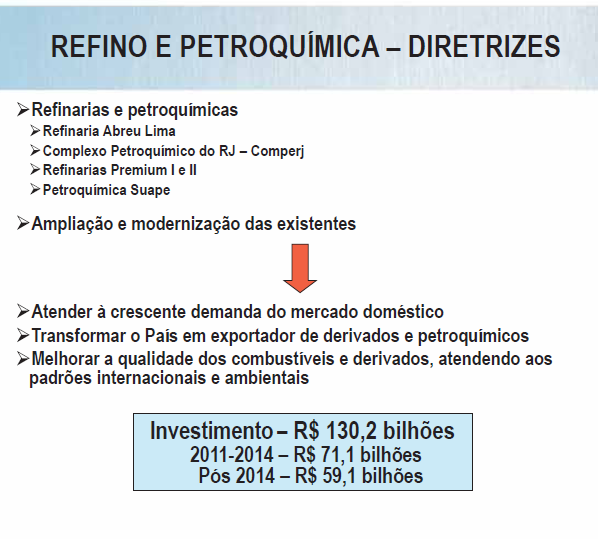 REFINO E PETROQUÍMICA – DIRETRIZES
➢Refinarias e petroquímicas
➢Refinaria Abreu Lima
➢Complexo Petroquímico do RJ – Comperj
➢Refinarias Premium I e II
➢Petroquímica Suape
➢Ampliação e modernização das existentes
➢Atender à crescente demanda do mercado doméstico
➢Transformar o País em exportador de derivados e petroquímicos
➢Melhorar a qualidade dos combustíveis e derivados, atendendo aos
padrões internacionais e ambientais
Investimento – R$ 130,2 bilhões
2011-2014 – R$ 71,1 bilhões
Pós 2014 – R$ 59,1 bilhões